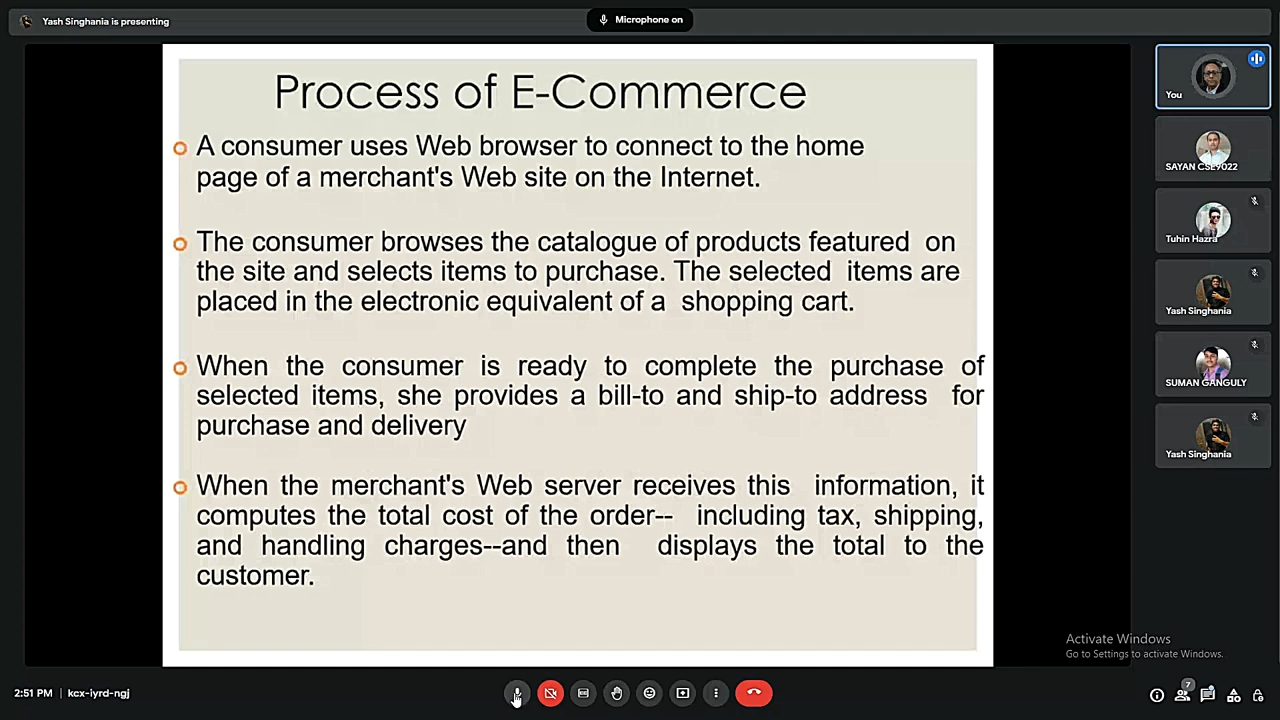 Yash Singhania is presenting
Microphone on
Process of E-Commerce
A consumer uses Web browser to connect to the home
page of a merchant's Web site on the Internet.
The consumer browses the catalogue of products featured on
the site and selects items to purchase. The selected items are
placed in the electronic equivalent of a shopping cart.
When the consumer is ready to complete the purchase of
selected items, she provides a bill-to and ship-to address for
purchase and delivery
When the merchant's Web server receives this information, it
computes the total cost of the order-- including tax, shipping,
and handling charges--and then displays the total to the
customer.
You
SAYAN CSE9022
Tuhin Hazra
Yash Singhania
SUMAN GANGULY
Yash Singhania
Activate Windows
Go to Settings to activate Windows.
2:51 PM | kcx-iyrd-ngj
7